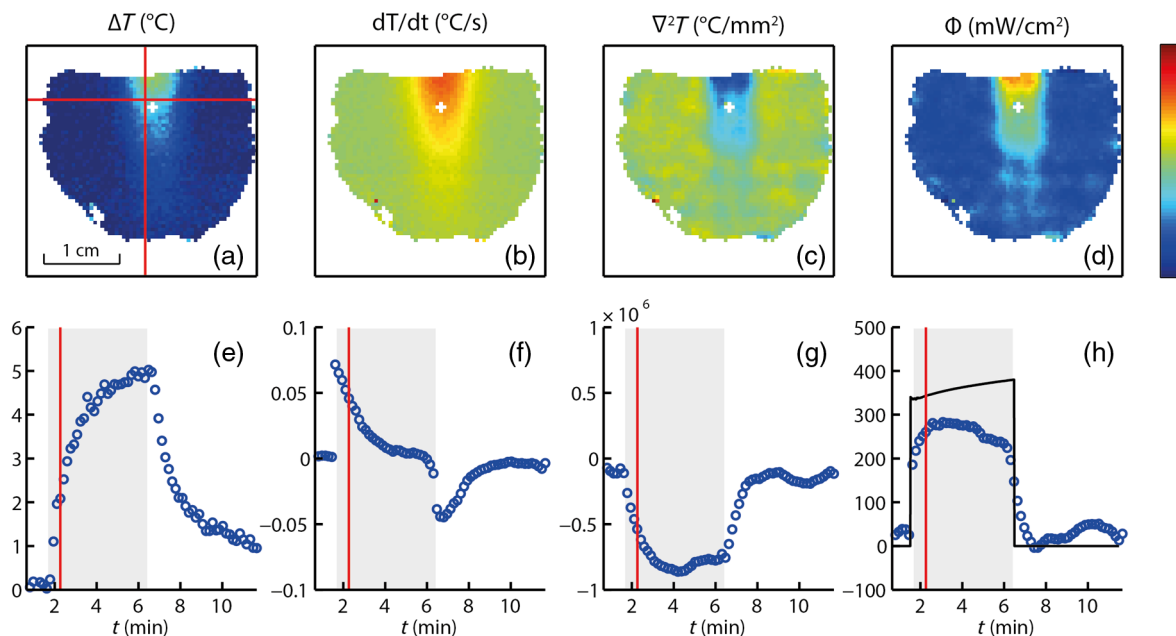 ΔT (°C) dT/dt (°C/s) ∇²T (°C/mm²) Φ (mW/cm²)
1 cm (a) (b) (c) (d)
6 0.1 1 × 10⁶ 500
(e) (f) (g) (h)
5 400
4 0.05 0.5 300
3 200
0 0
2 100
−0.05 −0.5
1 0
0 −0.1 −1 −100
2 4 6 8 10 2 4 6 8 10 2 4 6 8 10 2 4 6 8 10
t (min) t (min) t (min) t (min)